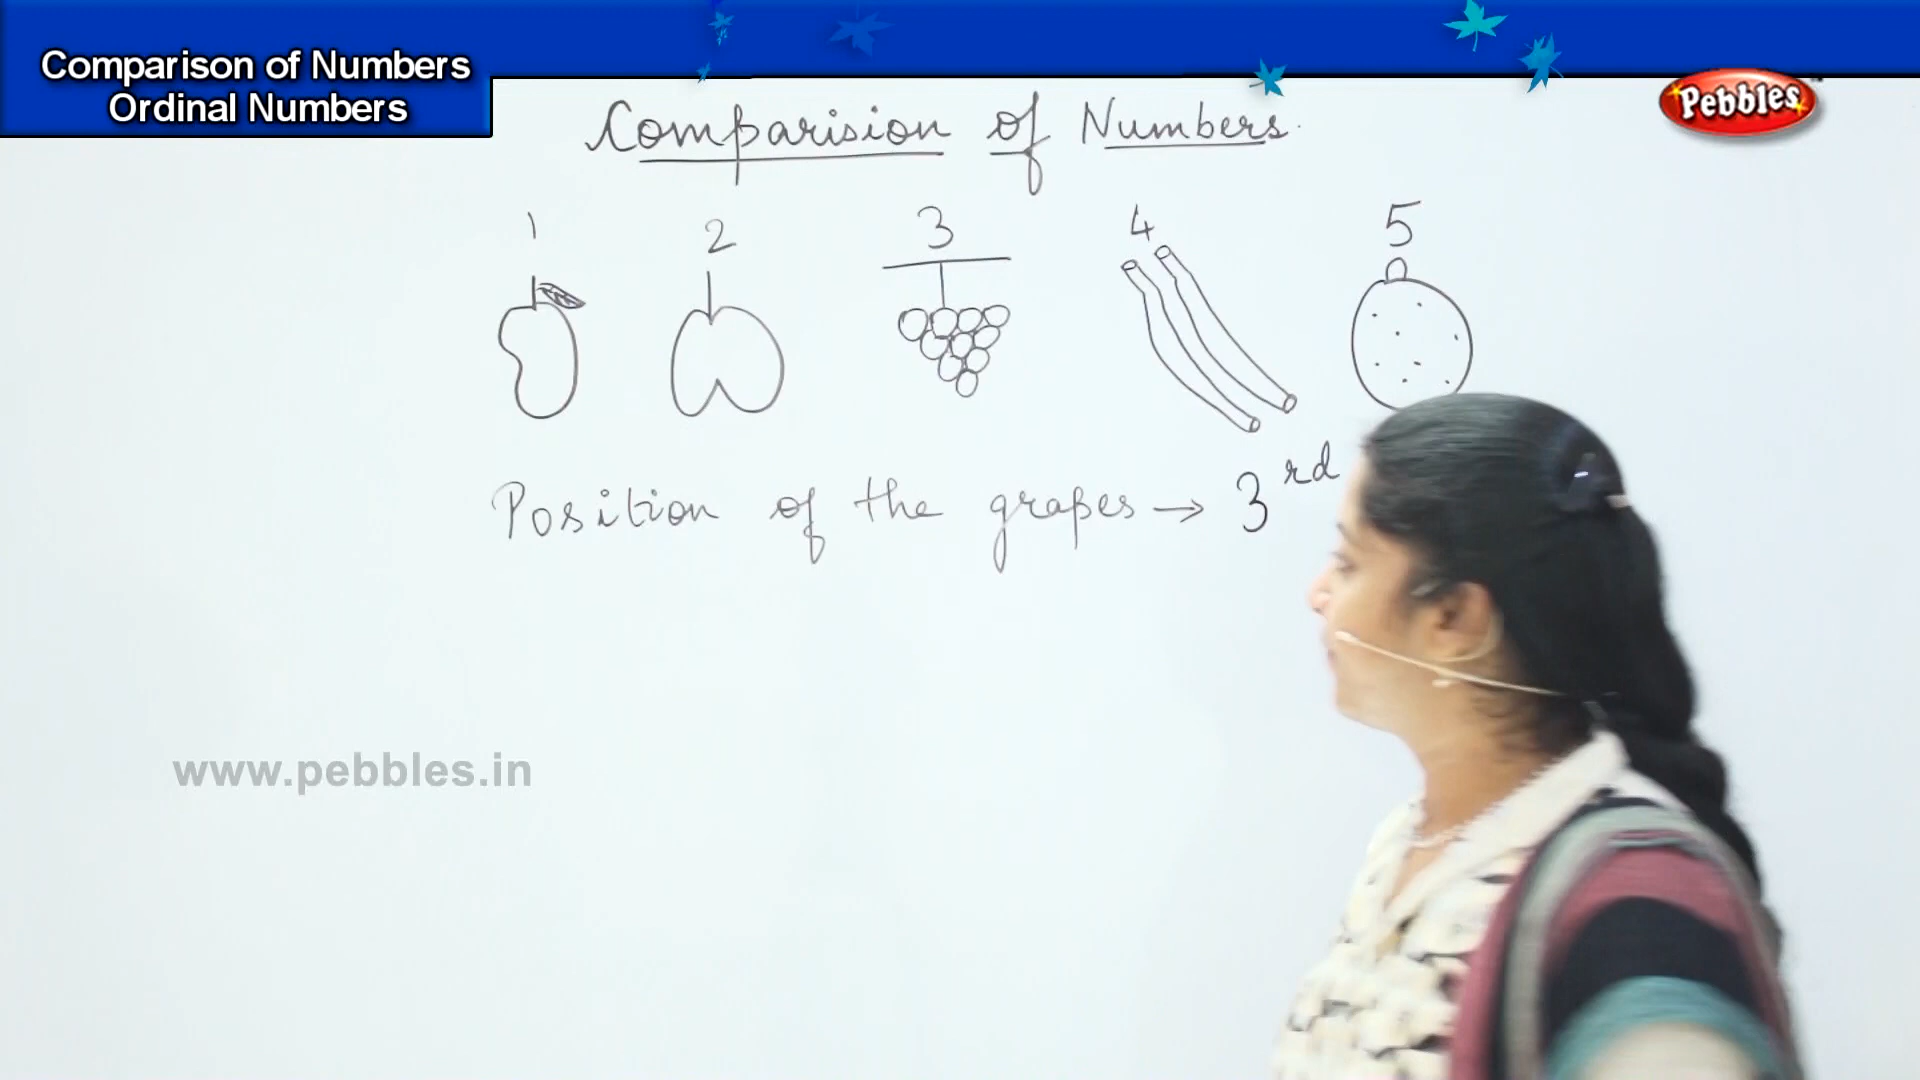 Comparison of Numbers
Ordinal Numbers
Pebbles
Comparision of Numbers.
1 2 3 4 5
Position of the grapes → 3rd
www.pebbles.in